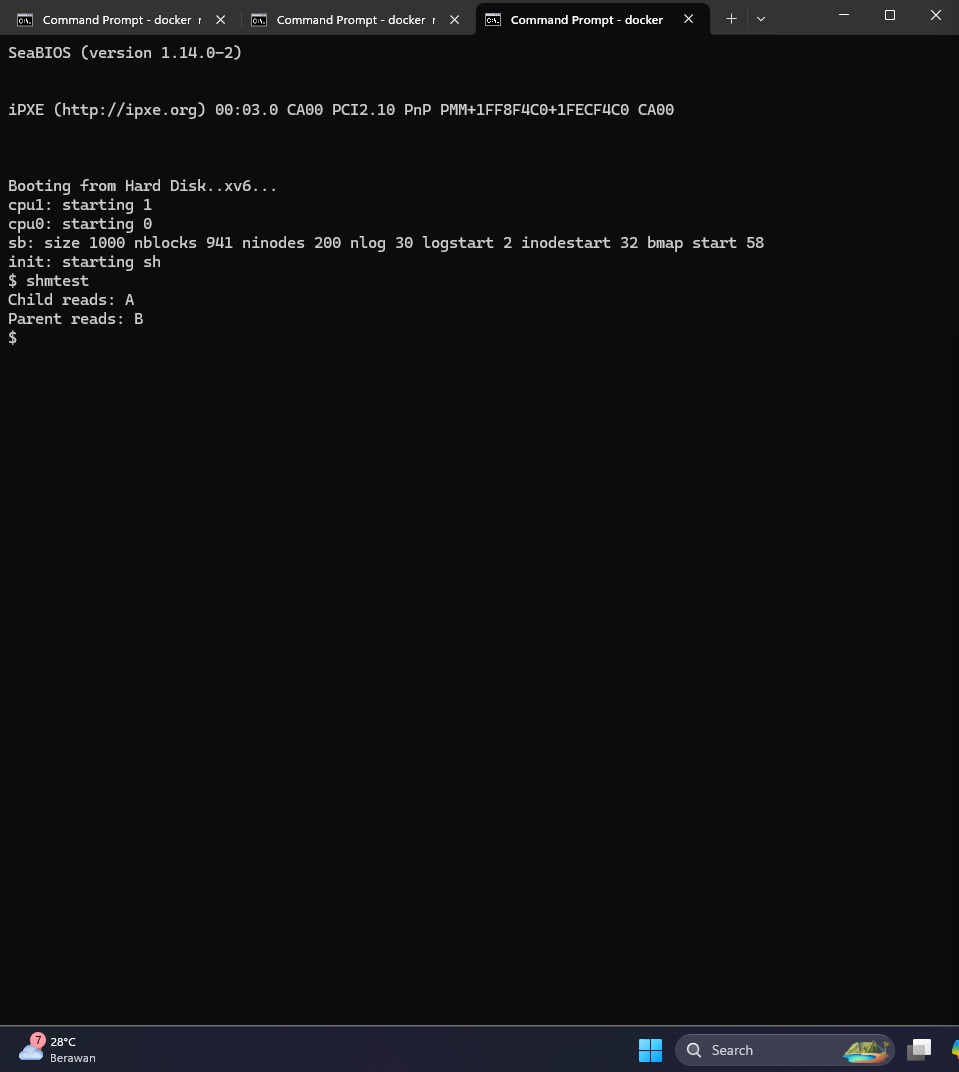 Command Prompt - docker
Command Prompt - docker
Command Prompt - docker
SeaBIOS (version 1.14.0-2)
iPXE (http://ipxe.org) 00:03.0 CA00 PCI2.10 PnP PMM+1FF8F4C0+1FECF4C0 CA00
Booting from Hard Disk..xv6...
cpu1: starting 1
cpu0: starting 0
sb: size 1000 nblocks 941 ninodes 200 nlog 30 logstart 2 inodestart 32 bmap start 58
init: starting sh
$ shmtest
Child reads: A
Parent reads: B
$
7
28°C
Berawan
Search